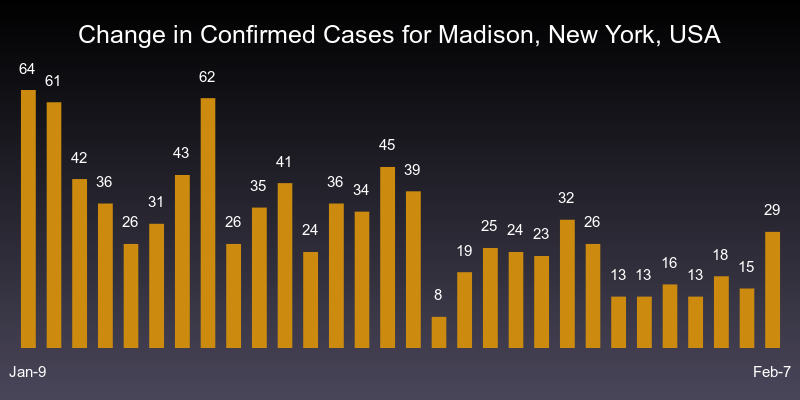 Change in Confirmed Cases for Madison, New York, USA
64 61 42 36 26 31 43 62 26 35 41 24 36 34 45 39 8 19 25 24 23 32 26 13 13 16 13 18 15 29
Jan-9 Feb-7